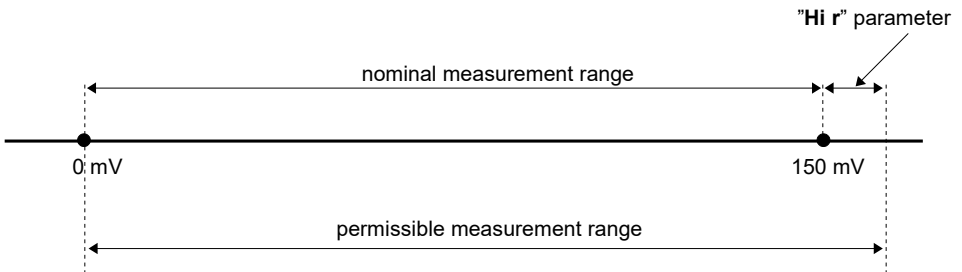 ”Hi r” parameter
nominal measurement range
0 mV
150 mV
permissible measurement range